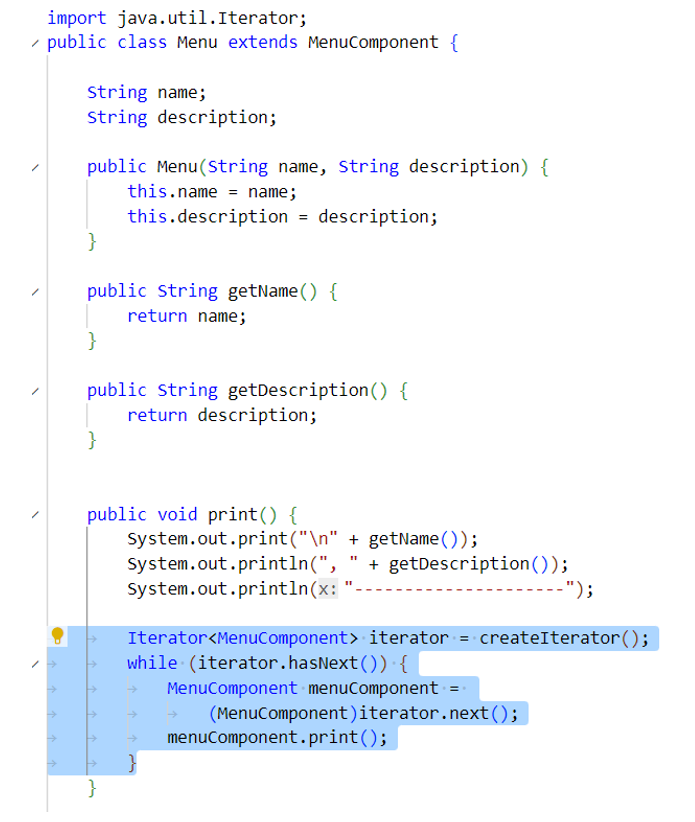 import java.util.Iterator;
public class Menu extends MenuComponent {
String name;
String description;
public Menu(String name, String description) {
this.name = name;
this.description = description;
}
public String getName() {
return name;
}
public String getDescription() {
return description;
}
public void print() {
System.out.print("\n" + getName());
System.out.println(", " + getDescription());
System.out.println(x: "---------------------");
Iterator<MenuComponent> iterator = createIterator();
while (iterator.hasNext()) {
MenuComponent menuComponent =
(MenuComponent)iterator.next();
menuComponent.print();
}
}